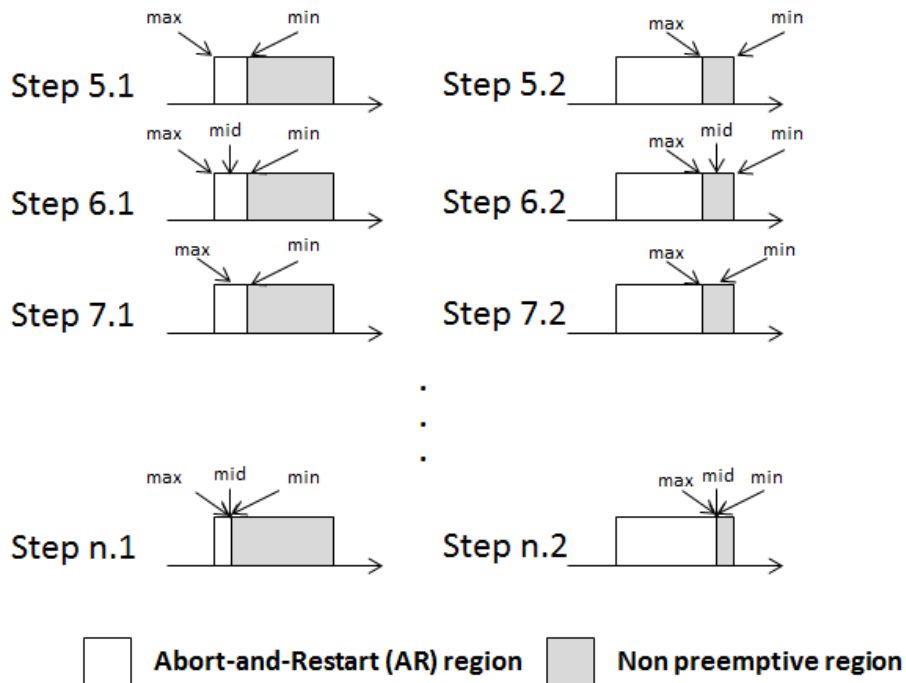 max min max min
Step 5.1 Step 5.2
max mid min max mid min
Step 6.1 Step 6.2
max min max min
Step 7.1 Step 7.2
.
.
.
max mid min max mid min
Step n.1 Step n.2
Abort-and-Restart (AR) region Non preemptive region